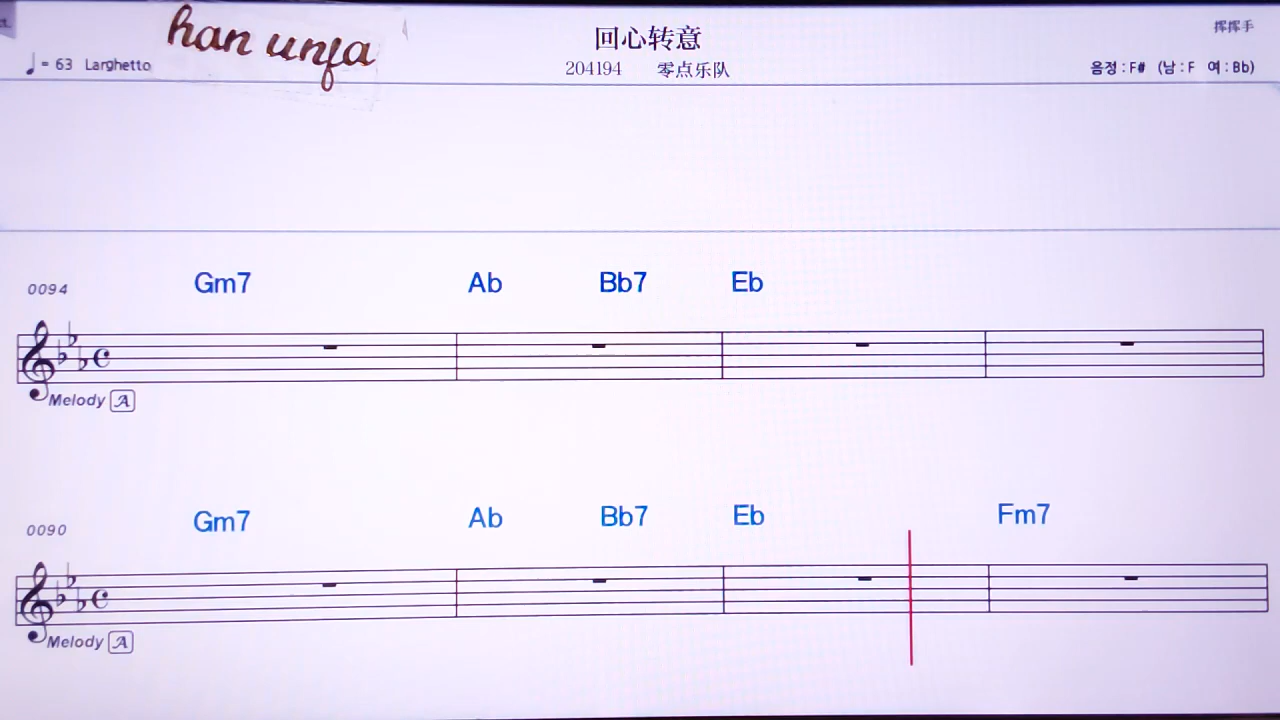 han unfa
回心转意
挥挥手
♩= 63 Larghetto
204194 零点乐队
음정 : F# (남 : F 여 : Bb)
0094 Gm7 Ab Bb7 Eb
Melody A
0090 Gm7 Ab Bb7 Eb Fm7
Melody A